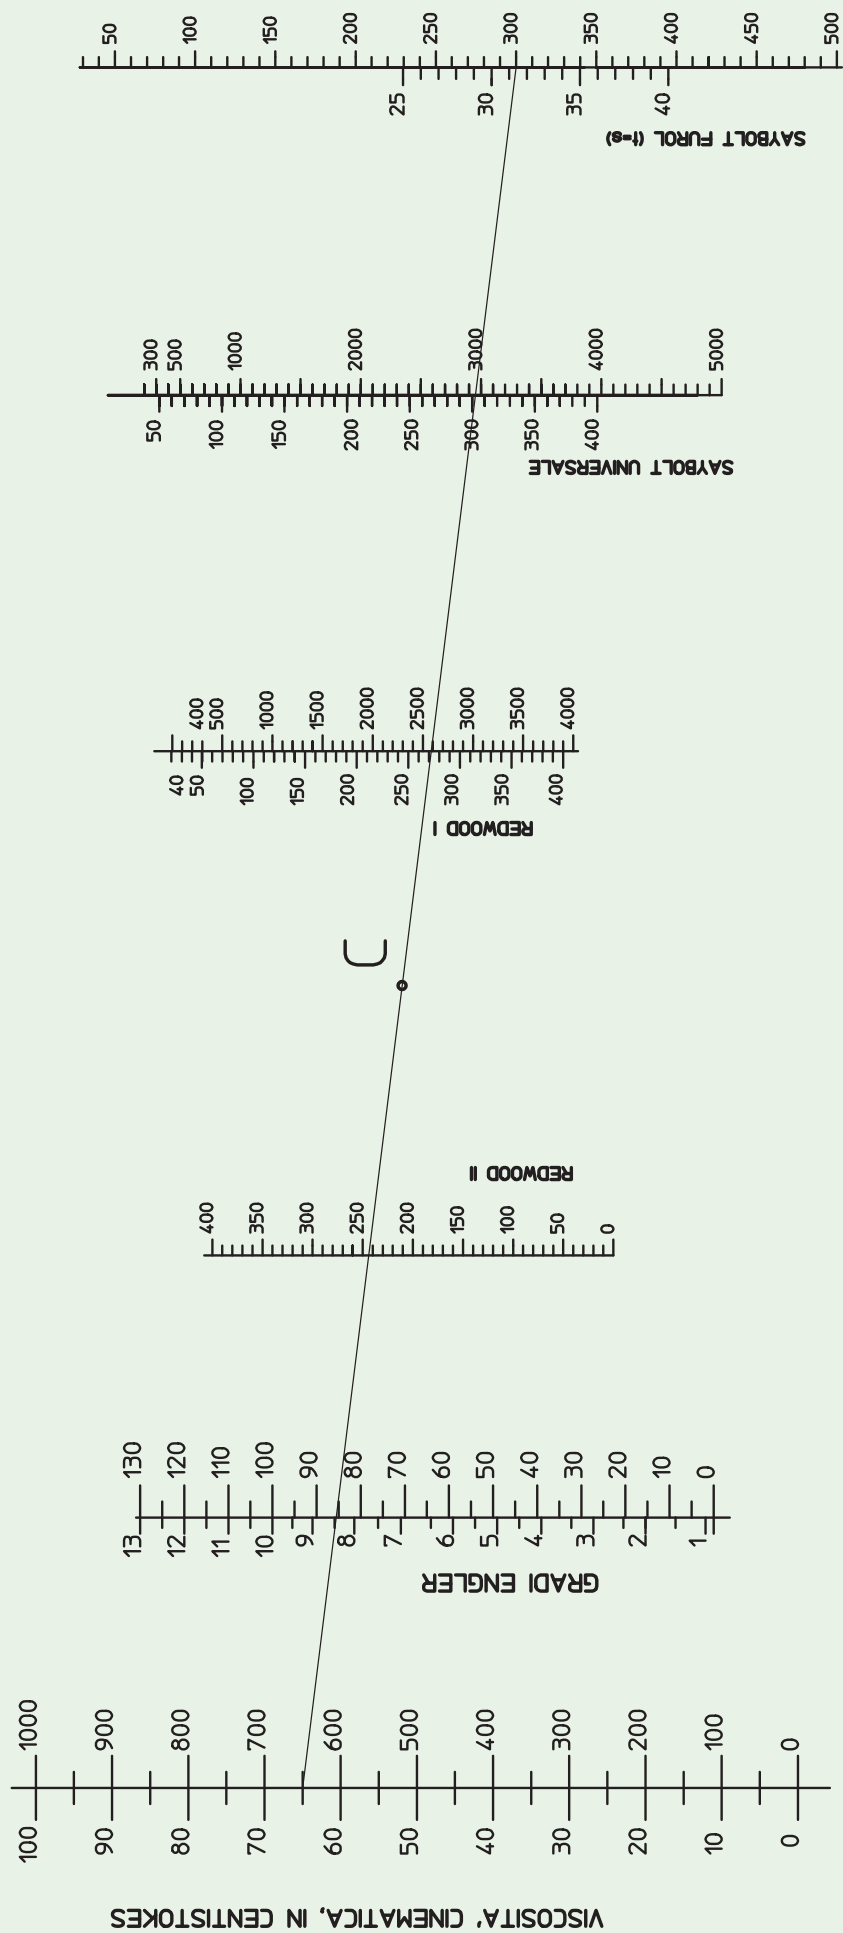 50 100 150 200 250 300 350 400 450 500
25 30 35 40
SAYBOLT FUROL (t=s)
300 500 1000 2000 3000 4000 5000
50 100 150 200 250 300 350 400
SAYBOLT UNIVERSALE
400 500 1000 1500 2000 2500 3000 3500 4000
40 50 100 150 200 250 300 350 400
REDWOOD I
C
REDWOOD II
400 350 300 250 200 150 100 50 0
130 120 110 100 90 80 70 60 50 40 30 20 10 0
13 12 11 10 9 8 7 6 5 4 3 2 1
GRADI ENGLER
1000 900 800 700 600 500 400 300 200 100 0
100 90 80 70 60 50 40 30 20 10 0
VISCOSITA' CINEMATICA, IN CENTISTOKES